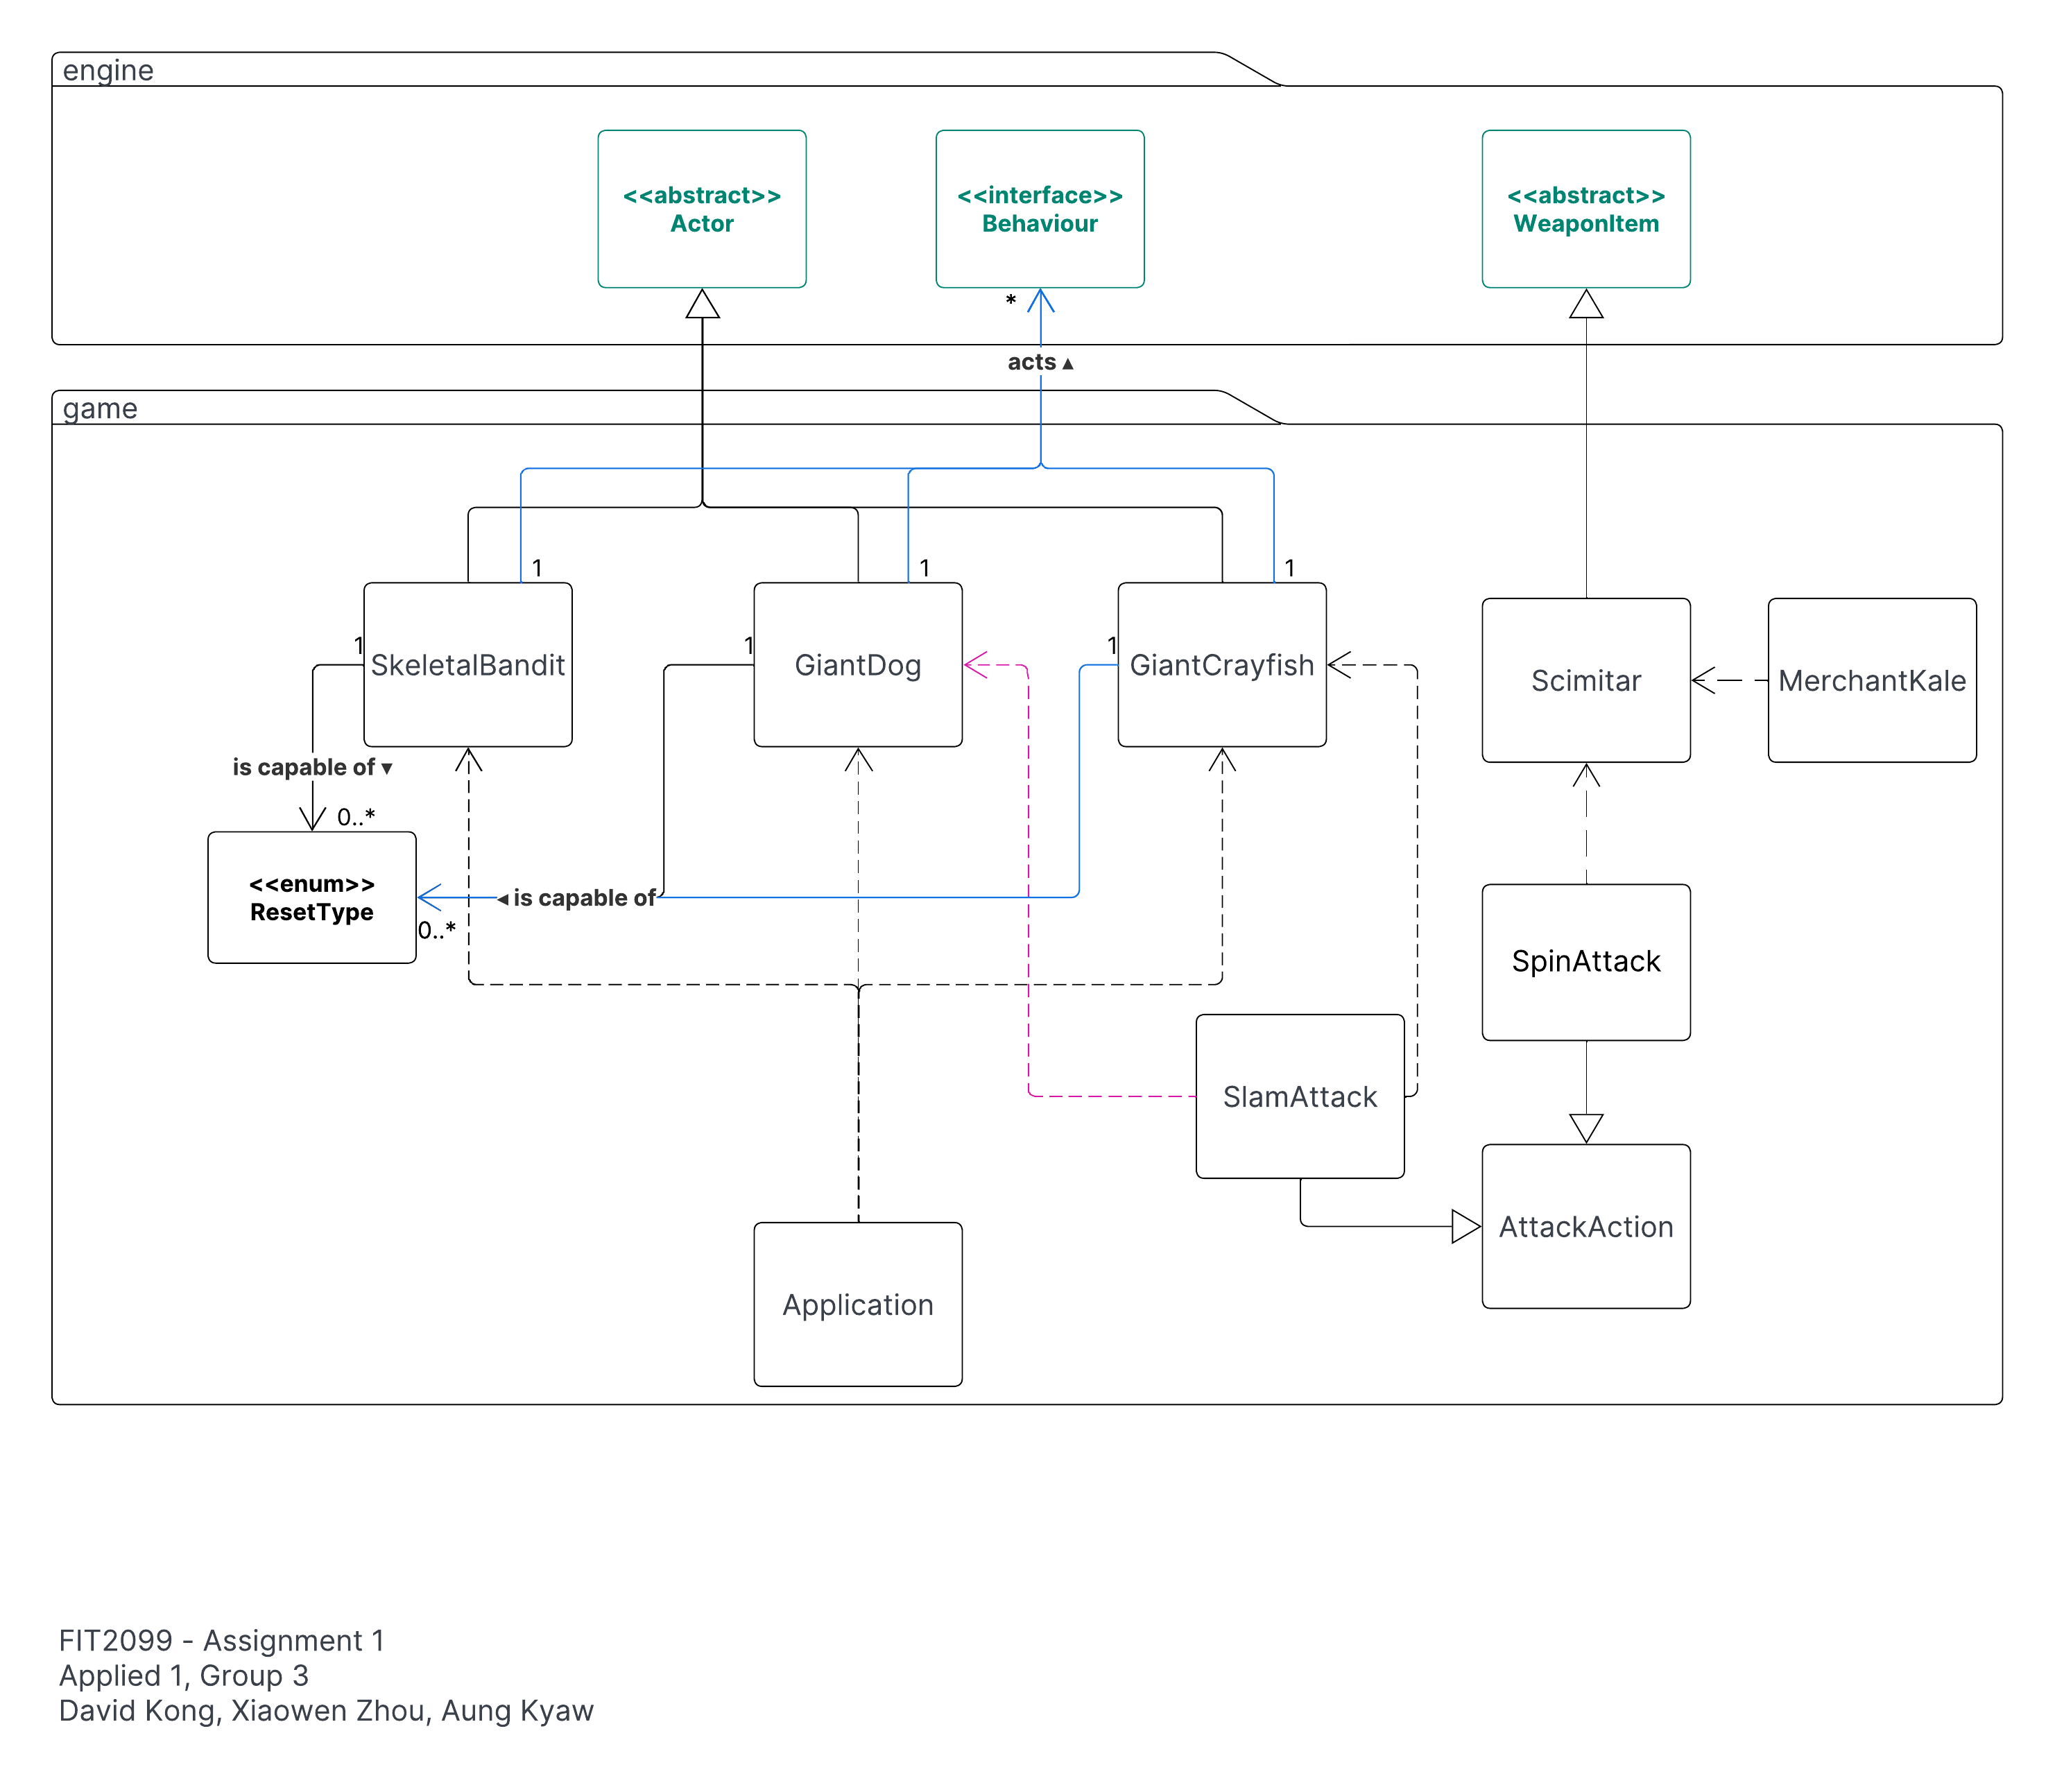 engine
<<abstract>>
Actor
<<interface>>
Behaviour
<<abstract>>
WeaponItem
*
acts ▲
game
1
1
1
1
SkeletalBandit
1
GiantDog
1
GiantCrayfish
Scimitar
MerchantKale
is capable of ▼
0..*
<<enum>>
ResetType
◄ is capable of
0..*
SpinAttack
SlamAttack
AttackAction
Application
FIT2099 - Assignment 1
Applied 1, Group 3
David Kong, Xiaowen Zhou, Aung Kyaw